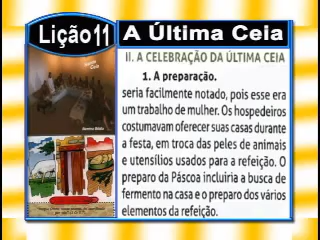 Lição 11
A Última Ceia
II. A CELEBRAÇÃO DA ÚLTIMA CEIA
1. A preparação.
seria facilmente notado, pois esse era
um trabalho de mulher. Os hospedeiros
costumavam oferecer suas casas durante
a festa, em troca das peles de animais
e utensílios usados para a refeição. O
preparo da Páscoa incluiria a busca de
fermento na casa e o preparo dos vários
elementos da refeição.